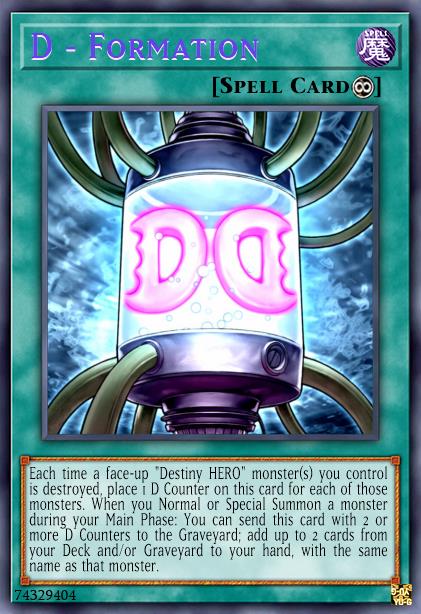 D - Formation
SPELL
魔
[Spell Card]
D D
Each time a face-up "Destiny HERO" monster(s) you control
is destroyed, place 1 D Counter on this card for each of those
monsters. When you Normal or Special Summon a monster
during your Main Phase: You can send this card with 2 or
more D Counters to the Graveyard; add up to 2 cards from
your Deck and/or Graveyard to your hand, with the same
name as that monster.
74329404